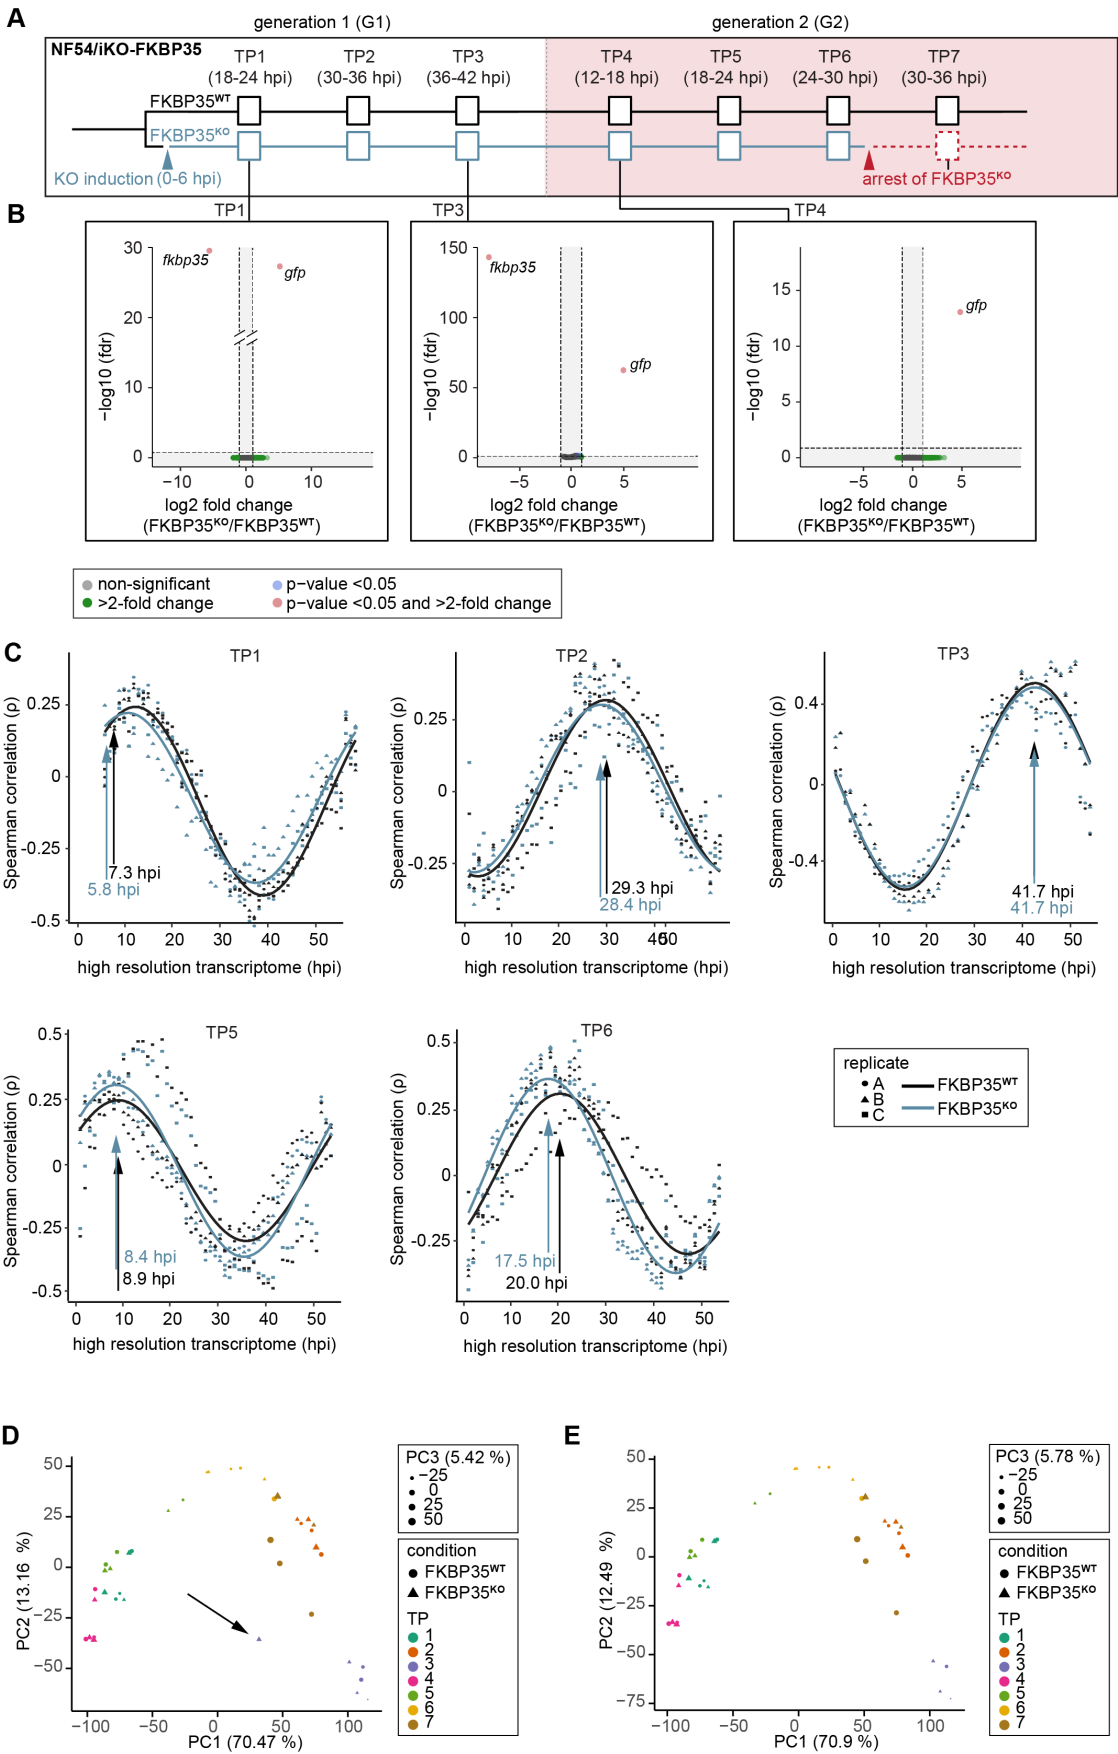 A
generation 1 (G1)
generation 2 (G2)
NF54/iKO-FKBP35
TP1
(18-24 hpi)
TP2
(30-36 hpi)
TP3
(36-42 hpi)
TP4
(12-18 hpi)
TP5
(18-24 hpi)
TP6
(24-30 hpi)
TP7
(30-36 hpi)
FKBP35WT
FKBP35KO
KO induction (0-6 hpi)
arrest of FKBP35KO
B
TP1
30
20
10
0
−log10 (fdr)
fkbp35
gfp
−10
0
10
log2 fold change
(FKBP35KO/FKBP35WT)
TP3
150
100
50
0
−log10 (fdr)
fkbp35
gfp
−5
0
5
log2 fold change
(FKBP35KO/FKBP35WT)
TP4
15
10
5
0
−log10 (fdr)
gfp
−5
0
5
log2 fold change
(FKBP35KO/FKBP35WT)
non-significant
>2-fold change
p−value <0.05
p−value <0.05 and >2-fold change
C
TP1
0.25
0
-0.25
-0.5
Spearman correlation (ρ)
7.3 hpi
5.8 hpi
0 10 20 30 40 50
high resolution transcriptome (hpi)
TP2
0.25
0
-0.25
Spearman correlation (ρ)
29.3 hpi
28.4 hpi
0 10 20 30 40 50
high resolution transcriptome (hpi)
TP3
0.4
0
-0.4
Spearman correlation (ρ)
41.7 hpi
41.7 hpi
0 10 20 30 40 50
high resolution transcriptome (hpi)
TP5
0.5
0.25
0
-0.25
-0.5
Spearman correlation (ρ)
8.4 hpi
8.9 hpi
0 10 20 30 40 50
high resolution transcriptome (hpi)
TP6
0.5
0.25
0
-0.25
Spearman correlation (ρ)
17.5 hpi
20.0 hpi
0 10 20 30 40 50
high resolution transcriptome (hpi)
replicate
A
B
C
FKBP35WT
FKBP35KO
D
50
25
0
−25
−50
PC2 (13.16 %)
−100 −50 0 50 100
PC1 (70.47 %)
PC3 (5.42 %)
−25
0
25
50
condition
FKBP35WT
FKBP35KO
TP
1
2
3
4
5
6
7
E
50
25
0
−25
−50
−75
PC2 (12.49 %)
−100 −50 0 50 100
PC1 (70.9 %)
PC3 (5.78 %)
−25
0
25
50
condition
FKBP35WT
FKBP35KO
TP
1
2
3
4
5
6
7